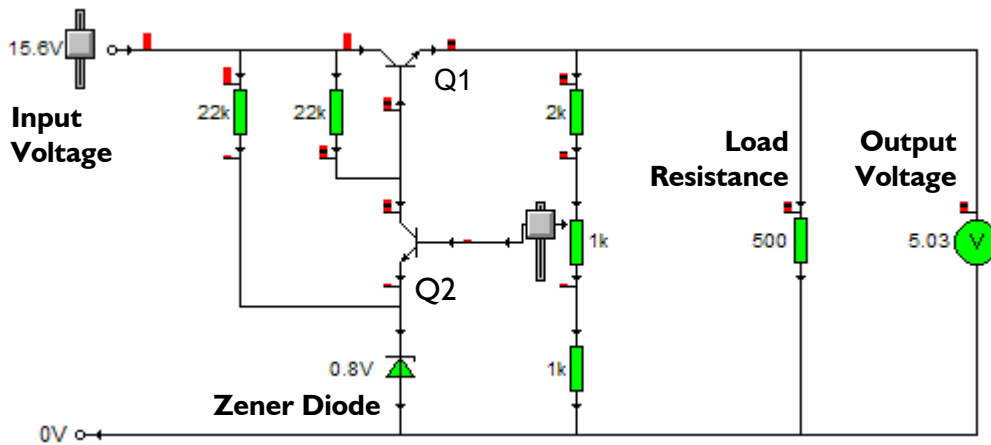 15.6V
Input
Voltage
22k
22k
Q1
2k
Load
Resistance
Output
Voltage
1k
500
5.03
V
Q2
0.8V
Zener Diode
1k
0V